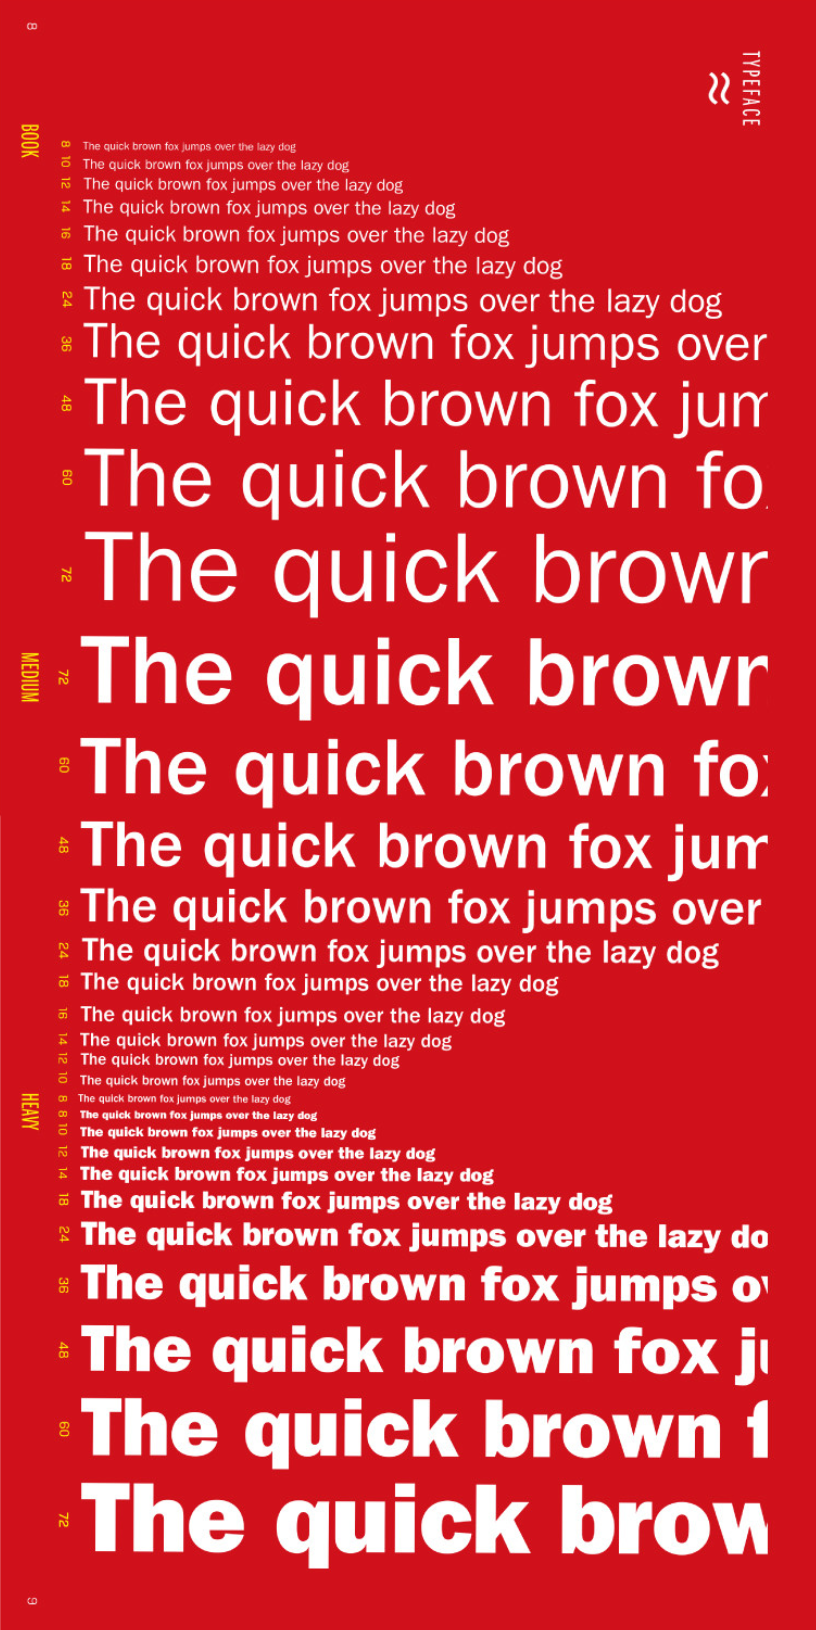 8
TYPEFACE
BOOK
8 The quick brown fox jumps over the lazy dog
10 The quick brown fox jumps over the lazy dog
12 The quick brown fox jumps over the lazy dog
14 The quick brown fox jumps over the lazy dog
16 The quick brown fox jumps over the lazy dog
18 The quick brown fox jumps over the lazy dog
24 The quick brown fox jumps over the lazy dog
36 The quick brown fox jumps over
48 The quick brown fox jum
60 The quick brown fo
72 The quick brown
MEDIUM
72 The quick brown
60 The quick brown fox
48 The quick brown fox jum
36 The quick brown fox jumps over
24 The quick brown fox jumps over the lazy dog
18 The quick brown fox jumps over the lazy dog
16 The quick brown fox jumps over the lazy dog
14 The quick brown fox jumps over the lazy dog
12 The quick brown fox jumps over the lazy dog
10 The quick brown fox jumps over the lazy dog
8 The quick brown fox jumps over the lazy dog
HEAVY
8 The quick brown fox jumps over the lazy dog
10 The quick brown fox jumps over the lazy dog
12 The quick brown fox jumps over the lazy dog
14 The quick brown fox jumps over the lazy dog
18 The quick brown fox jumps over the lazy dog
24 The quick brown fox jumps over the lazy do
36 The quick brown fox jumps ov
48 The quick brown fox ju
60 The quick brown f
72 The quick brow
9